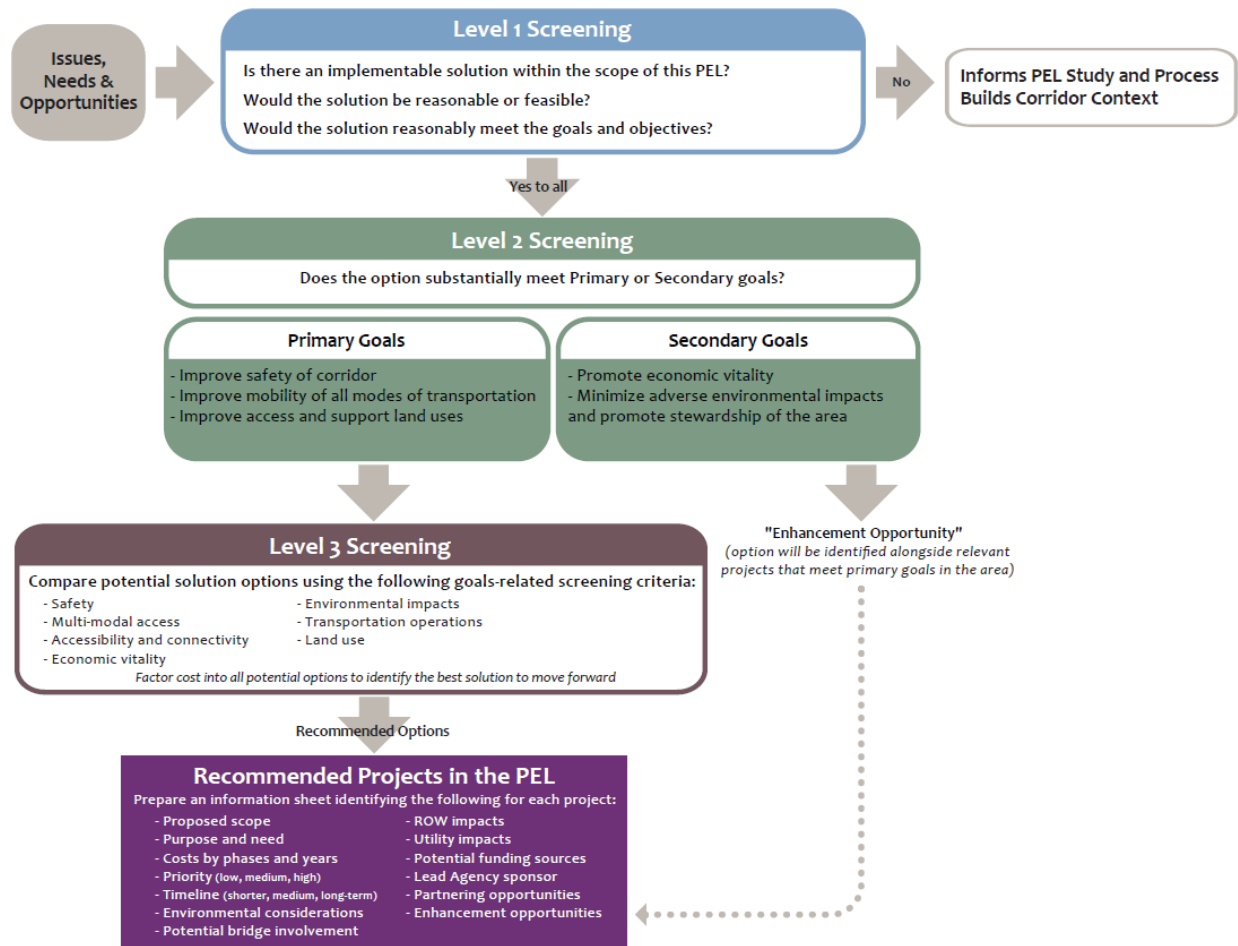 Issues,
Needs &
Opportunities
Level 1 Screening
Is there an implementable solution within the scope of this PEL?
Would the solution be reasonable or feasible?
Would the solution reasonably meet the goals and objectives?
No
Informs PEL Study and Process
Builds Corridor Context
Yes to all
Level 2 Screening
Does the option substantially meet Primary or Secondary goals?
Primary Goals
- Improve safety of corridor
- Improve mobility of all modes of transportation
- Improve access and support land uses
Secondary Goals
- Promote economic vitality
- Minimize adverse environmental impacts
and promote stewardship of the area
"Enhancement Opportunity"
(option will be identified alongside relevant
projects that meet primary goals in the area)
Level 3 Screening
Compare potential solution options using the following goals-related screening criteria:
- Safety
- Multi-modal access
- Accessibility and connectivity
- Economic vitality
- Environmental impacts
- Transportation operations
- Land use
Factor cost into all potential options to identify the best solution to move forward
Recommended Options
Recommended Projects in the PEL
Prepare an information sheet identifying the following for each project:
- Proposed scope
- Purpose and need
- Costs by phases and years
- Priority (low, medium, high)
- Timeline (shorter, medium, long-term)
- Environmental considerations
- Potential bridge involvement
- ROW impacts
- Utility impacts
- Potential funding sources
- Lead Agency sponsor
- Partnering opportunities
- Enhancement opportunities